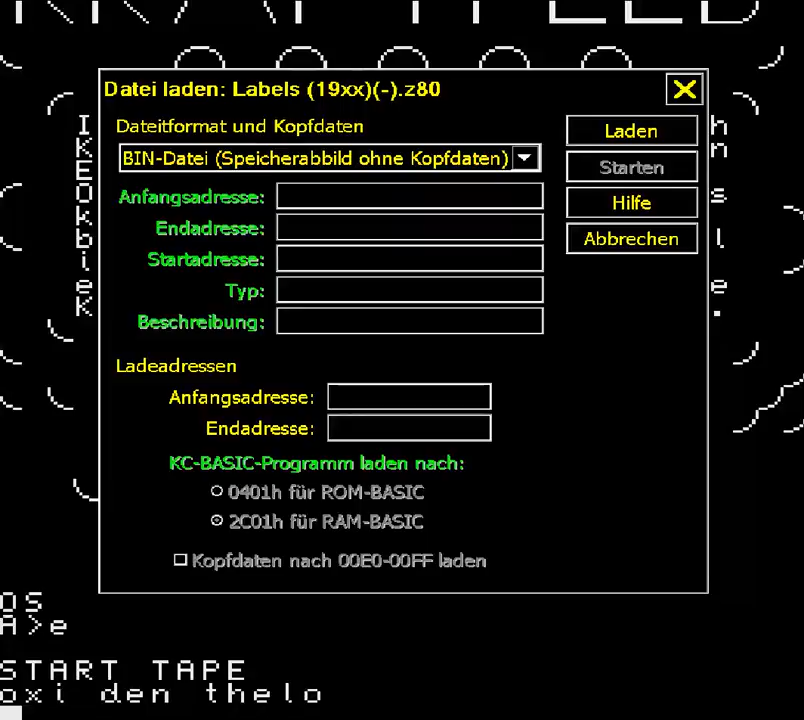 Datei laden: Labels (19xx)(-).z80
Dateitformat und Kopfdaten
BIN-Datei (Speicherabbild ohne Kopfdaten)
Anfangsadresse:
Endadresse:
Startadresse:
Typ:
Beschreibung:
Laden
Starten
Hilfe
Abbrechen
Ladeadressen
Anfangsadresse:
Endadresse:
KC-BASIC-Programm laden nach:
0401h für ROM-BASIC
2C01h für RAM-BASIC
Kopfdaten nach 00E0-00FF laden
OS
A>e
START TAPE
oxi den thelo